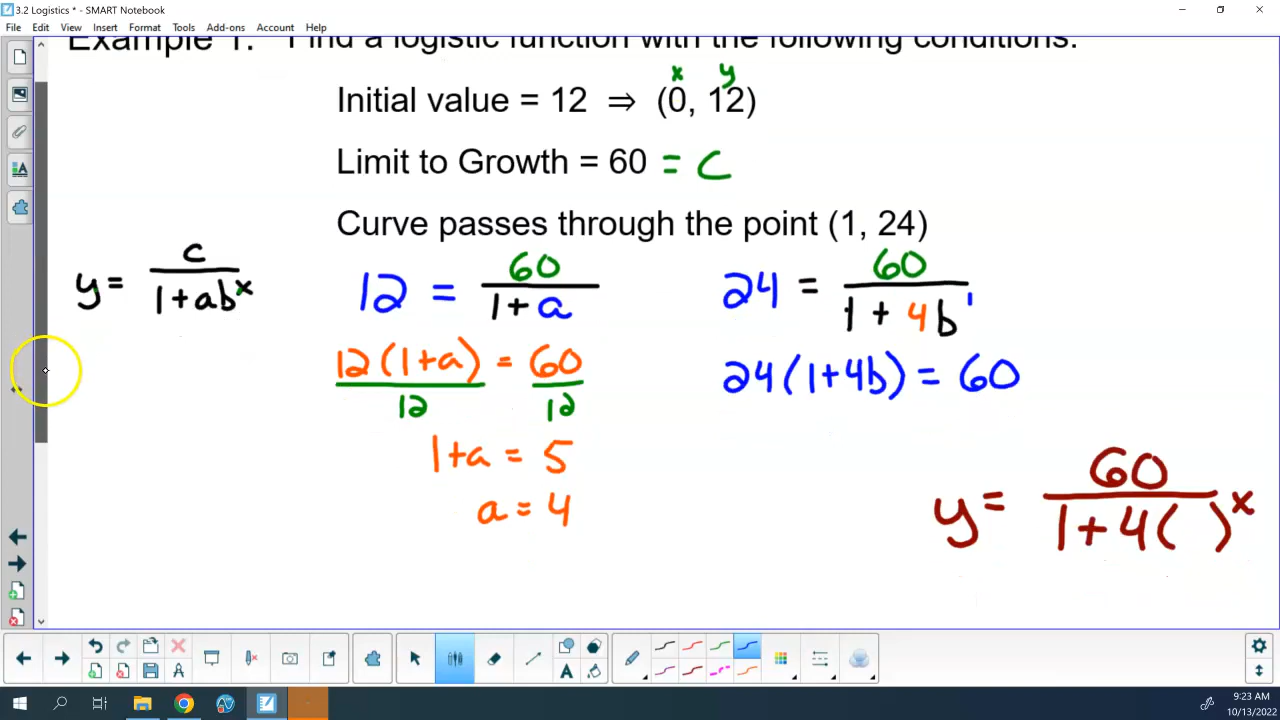 3.2 Logistics * - SMART Notebook
File Edit View Insert Format Tools Add-ons Account Help
Example 1: Find a logistic function with the following conditions.
x y
Initial value = 12 ⇒ (0, 12)
Limit to Growth = 60 = C
Curve passes through the point (1, 24)
y = c / 1+ab^x
12 = 60 / 1+a
24 = 60 / 1+4b^1
12(1+a) / 12 = 60 / 12
24(1+4b) = 60
1+a = 5
a = 4
y = 60 / 1+4( )^x
A
A
9:23 AM
10/13/2022